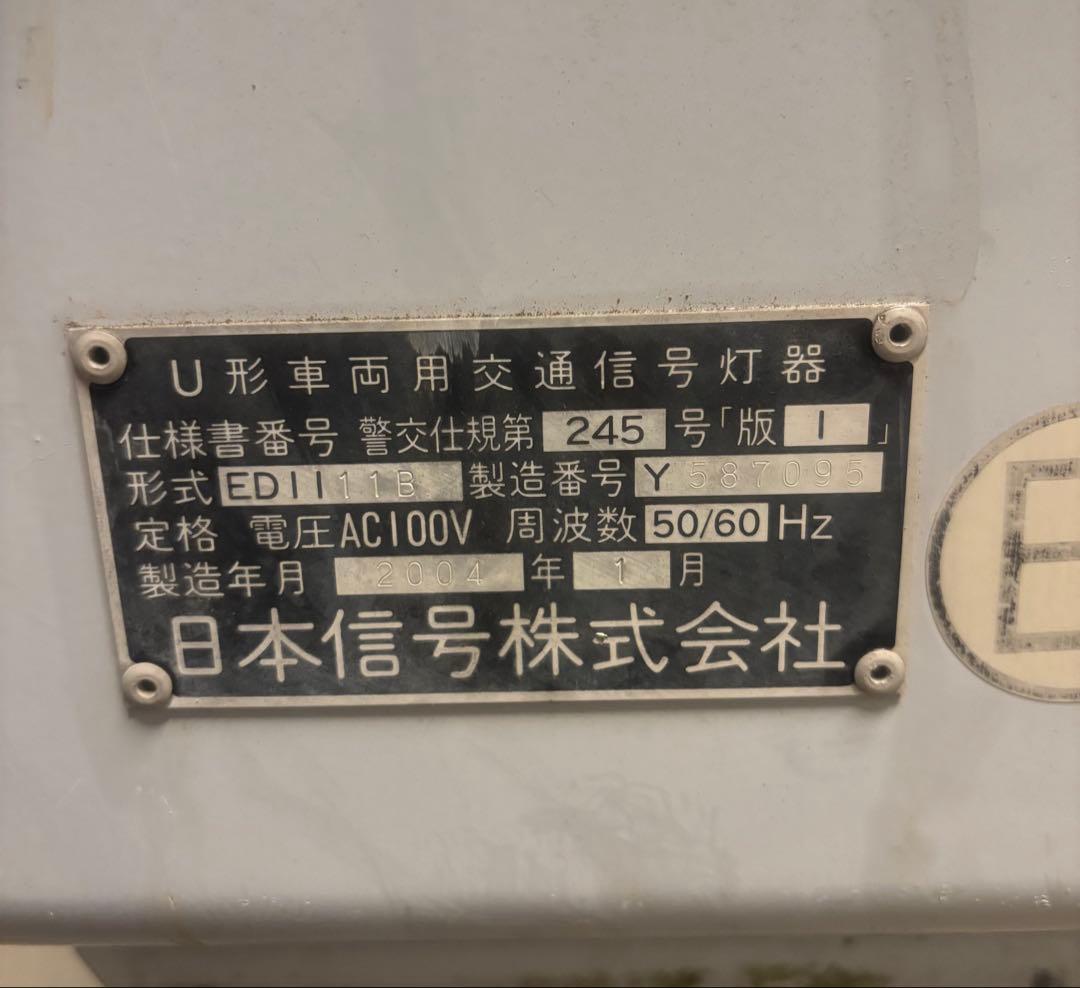 U形車両用交通信号灯器
仕様書番号 警交仕規第 245 号「版 1」
形式 ED1111B 製造番号 Y 587095
定格 電圧AC100V 周波数 50/60 Hz
製造年月 2004 年 1 月
日本信号株式会社